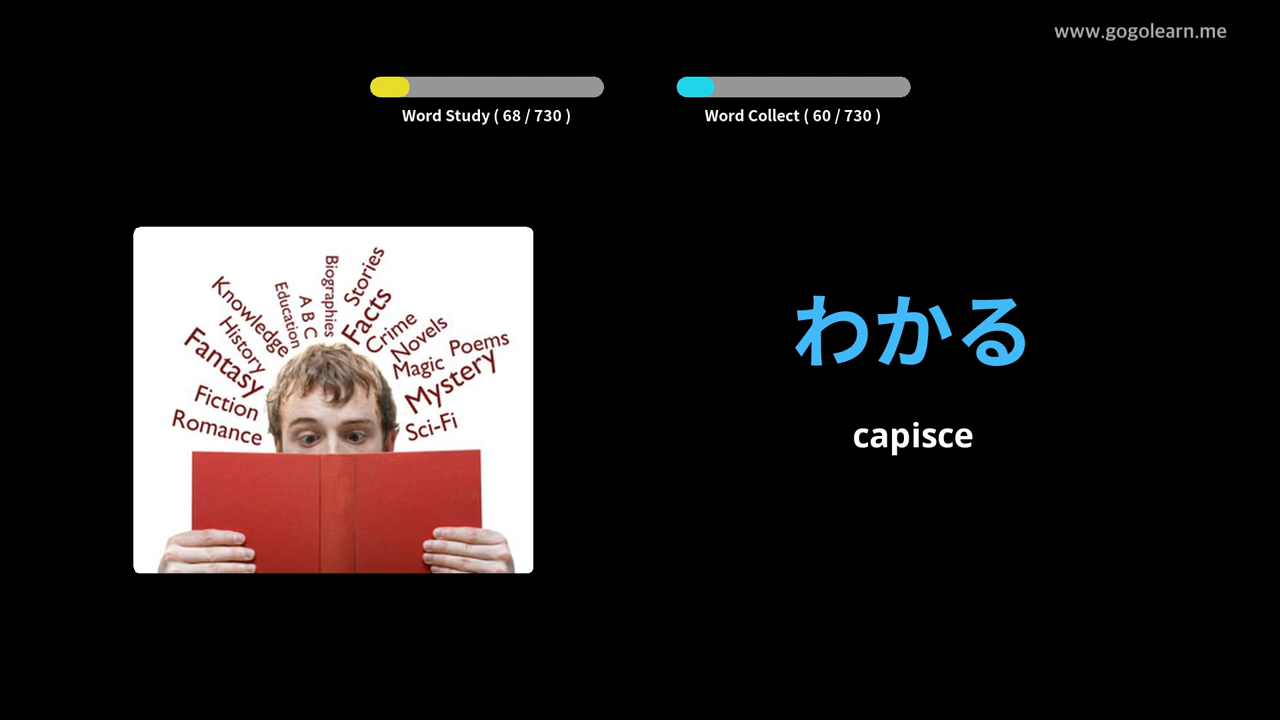 www.gogolearn.me
Word Study ( 68 / 730 )
Word Collect ( 60 / 730 )
Biographies
Stories
Knowledge
Education
A B C
Facts
History
Crime
Novels
Fantasy
Magic
Poems
Mystery
Fiction
Romance
Sci-Fi
わかる
capisce